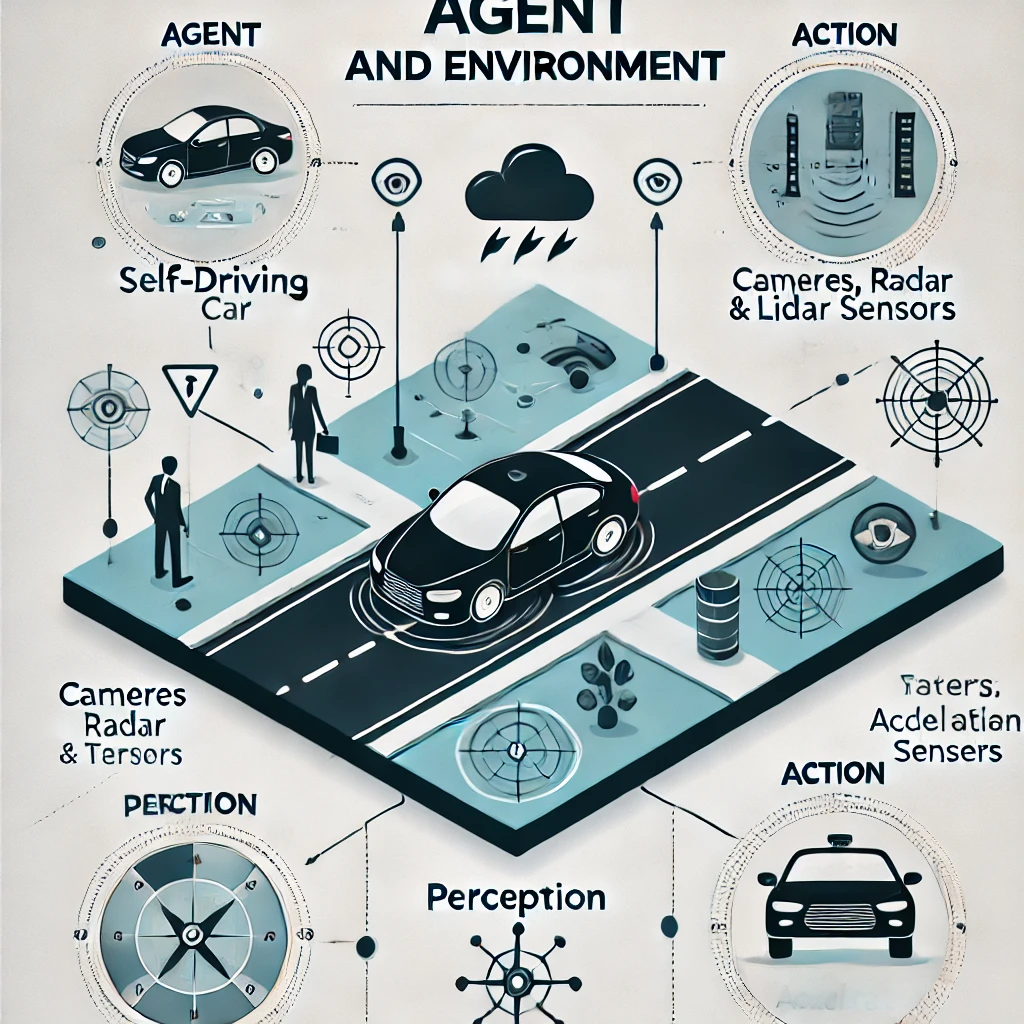 AGENT
AND ENVIRONMENT
AGENT
ACTION
Self-Driving
Car
Cameres, Radar
& Lidar Sensors
Cameres
Radar
& Tersors
Taters,
Acdelatian
Sensers
PERCTION
ACTION
Perception